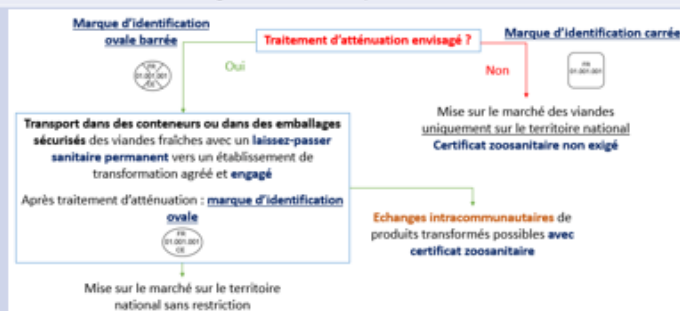 Marque d'identification
ovale barrée
Traitement d'atténuation envisagé ?
Marque d'identification carrée
FR
01.001.001
CE
Oui
Non
FR
01.001.001
Transport dans des conteneurs ou dans des emballages
sécurisés des viandes fraîches avec un laissez-passer
sanitaire permanent vers un établissement de
transformation agréé et engagé
Après traitement d'atténuation : marque d'identification
ovale
FR
01.001.001
CE
Mise sur le marché des viandes
uniquement sur le territoire national
Certificat zoosanitaire non exigé
Echanges intracommunautaires de
produits transformés possibles avec
certificat zoosanitaire
Mise sur le marché sur le territoire
national sans restriction